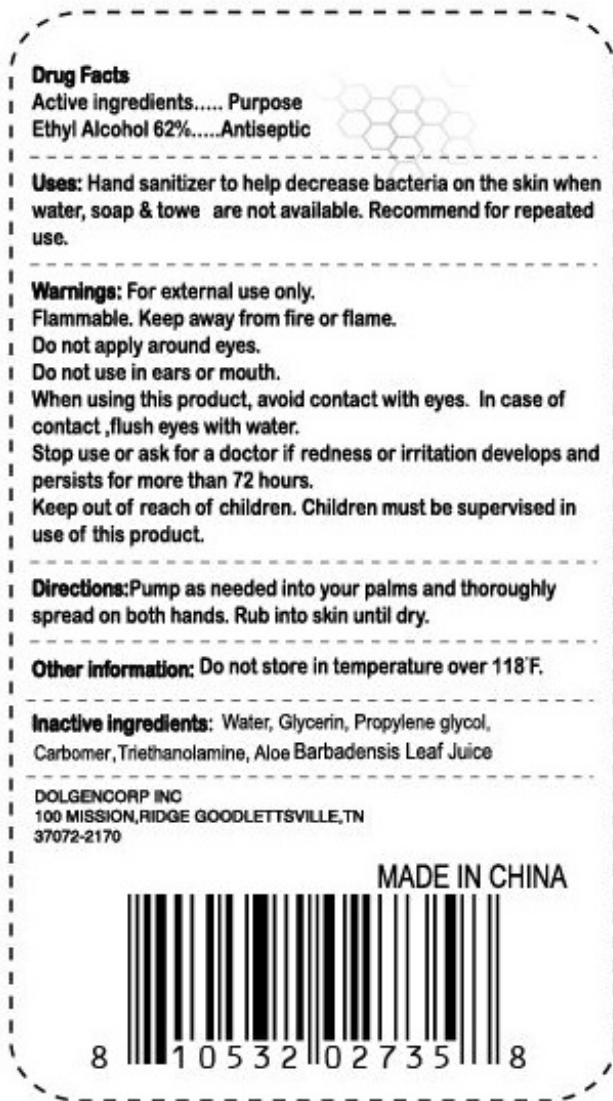 Drug Facts
Active ingredients..... Purpose
Ethyl Alcohol 62%.....Antiseptic
Uses: Hand sanitizer to help decrease bacteria on the skin when
water, soap & towe are not available. Recommend for repeated
use.
Warnings: For external use only.
Flammable. Keep away from fire or flame.
Do not apply around eyes.
Do not use in ears or mouth.
When using this product, avoid contact with eyes. In case of
contact ,flush eyes with water.
Stop use or ask for a doctor if redness or irritation develops and
persists for more than 72 hours.
Keep out of reach of children. Children must be supervised in
use of this product.
Directions:Pump as needed into your palms and thoroughly
spread on both hands. Rub into skin until dry.
Other information: Do not store in temperature over 118°F.
Inactive ingredients: Water, Glycerin, Propylene glycol,
Carbomer,Triethanolamine, Aloe Barbadensis Leaf Juice
DOLGENCORP INC
100 MISSION,RIDGE GOODLETTSVILLE,TN
37072-2170
MADE IN CHINA
8 10532 02735 8